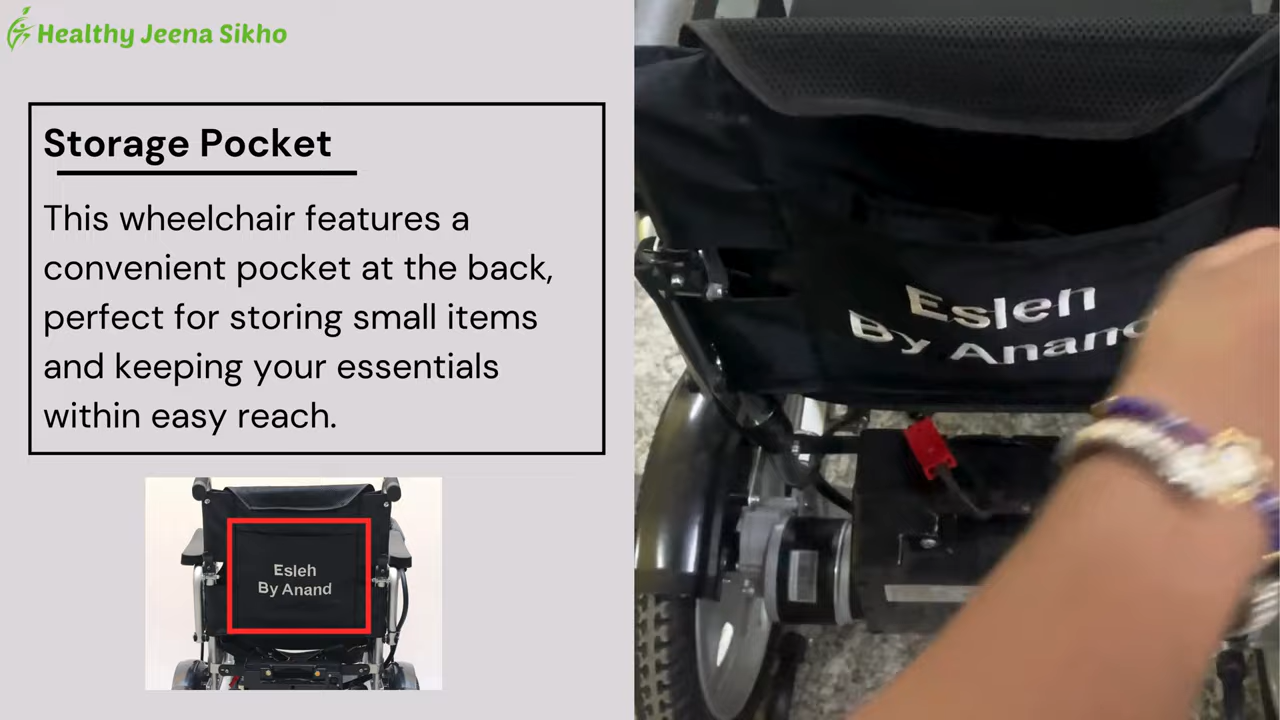 Healthy Jeena Sikho
Storage Pocket
This wheelchair features a
convenient pocket at the back,
perfect for storing small items
and keeping your essentials
within easy reach.
Esleh
By Anand
Esleh
By Anand